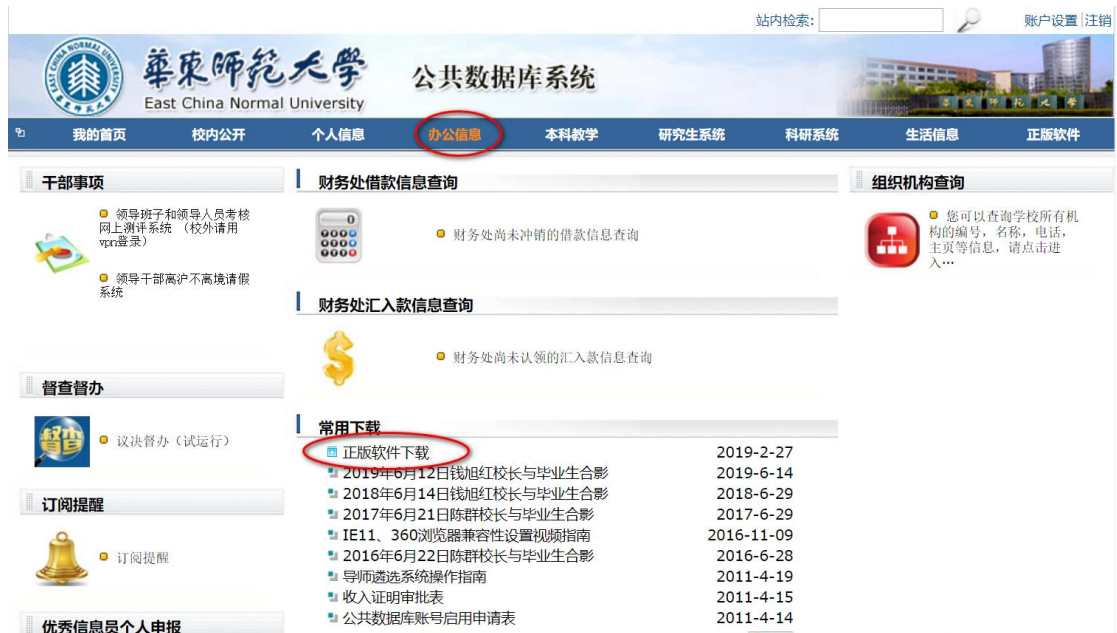 站内检索:
账户设置 注销
華東師範大學
East China Normal University
公共数据库系统
華東師範大學
我的首页 校内公开 个人信息 办公信息 本科教学 研究生系统 科研系统 生活信息 正版软件
干部事项
领导班子和领导人员考核
网上测评系统 (校外请用
vpn登录)
领导干部离沪不离境请假
系统
督查督办
督查
议决督办(试运行)
订阅提醒
订阅提醒
优秀信息员个人申报
财务处借款信息查询
财务处尚未冲销的借款信息查询
财务处汇入款信息查询
财务处尚未认领的汇入款信息查询
常用下载
正版软件下载 2019-2-27
2019年6月12日钱旭红校长与毕业生合影 2019-6-14
2018年6月14日钱旭红校长与毕业生合影 2018-6-29
2017年6月21日陈群校长与毕业生合影 2017-6-29
IE11、360浏览器兼容性设置视频指南 2016-11-09
2016年6月22日陈群校长与毕业生合影 2016-6-28
导师遴选系统操作指南 2011-4-19
收入证明审批表 2011-4-15
公共数据库账号启用申请表 2011-4-14
组织机构查询
您可以查询学校所有机
构的编号，名称，电话，
主页等信息，请点击进
入…